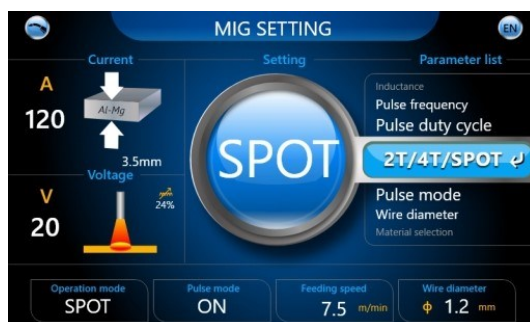 MIG SETTING
EN
Current
A
120
Al-Mg
3.5mm
Voltage
V
20
24%
Setting
SPOT
Parameter list
Inductance
Pulse frequency
Pulse duty cycle
2T/4T/SPOT
Pulse mode
Wire diameter
Material selection
Operation mode
SPOT
Pulse mode
ON
Feeding speed
7.5 m/min
Wire diameter
ϕ 1.2 mm